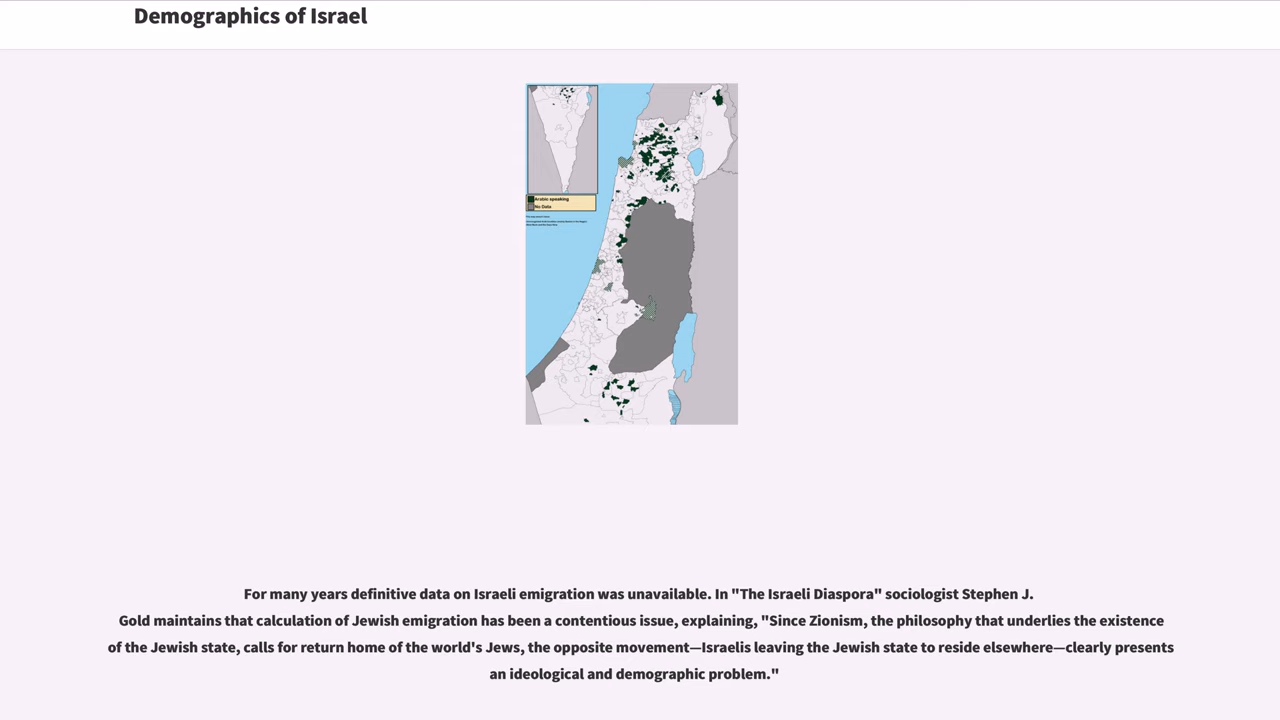 Demographics of Israel
Arabic speaking
No Data
For many years definitive data on Israeli emigration was unavailable. In "The Israeli Diaspora" sociologist Stephen J.
Gold maintains that calculation of Jewish emigration has been a contentious issue, explaining, "Since Zionism, the philosophy that underlies the existence
of the Jewish state, calls for return home of the world's Jews, the opposite movement—Israelis leaving the Jewish state to reside elsewhere—clearly presents
an ideological and demographic problem."